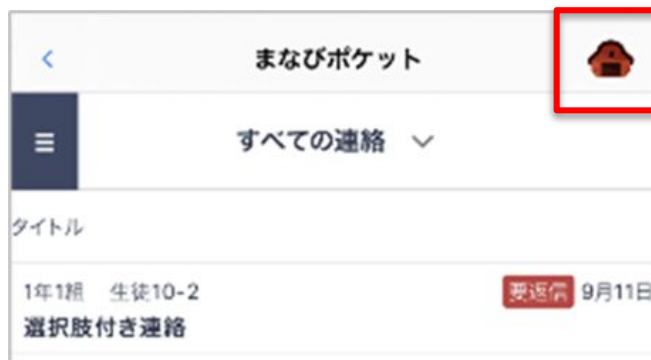 まなびポケット
すべての連絡
タイトル
1年1組 生徒10-2 要返信 9月11日
選択肢付き連絡